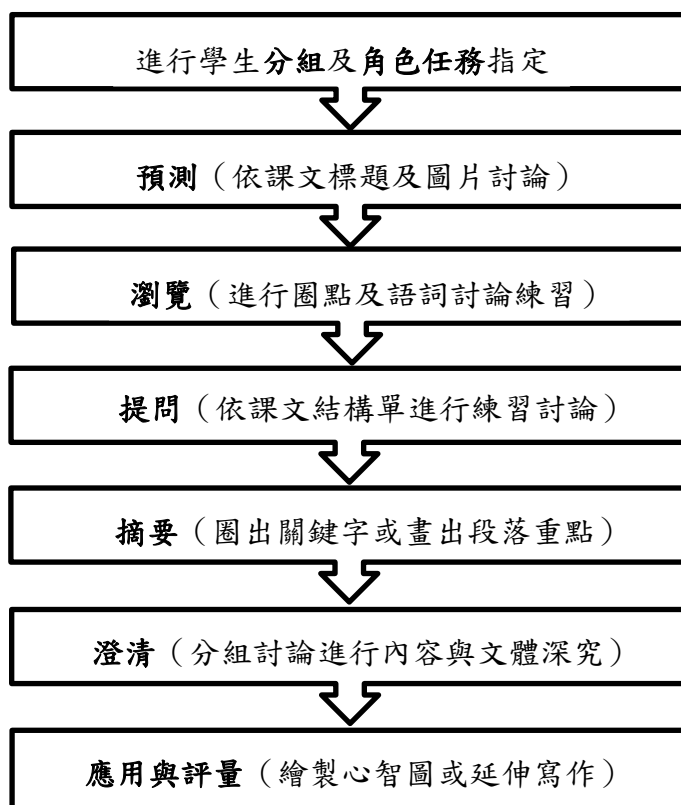 進行學生分組及角色任務指定
預測（依課文標題及圖片討論）
瀏覽（進行圈點及語詞討論練習）
提問（依課文結構單進行練習討論）
摘要（圈出關鍵字或畫出段落重點）
澄清（分組討論進行內容與文體深究）
應用與評量（繪製心智圖或延伸寫作）